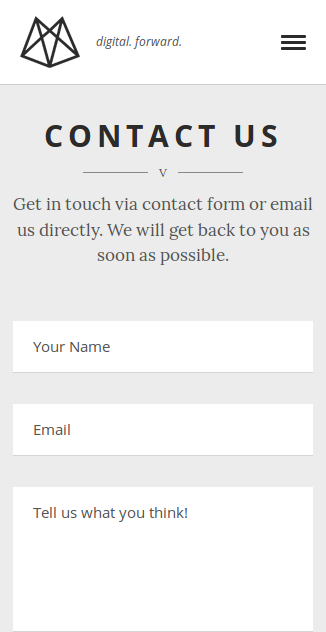 digital. forward.
CONTACT US
V
Get in touch via contact form or email
us directly. We will get back to you as
soon as possible.
Your Name
Email
Tell us what you think!